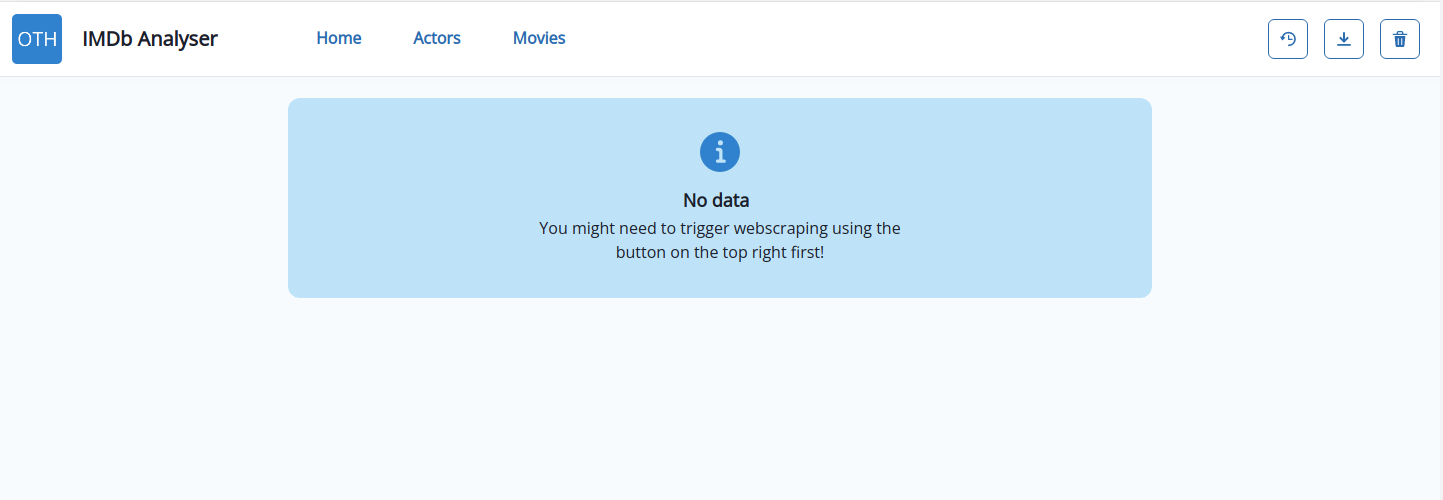 OTH
IMDb Analyser
Home
Actors
Movies
No data
You might need to trigger webscraping using the
button on the top right first!